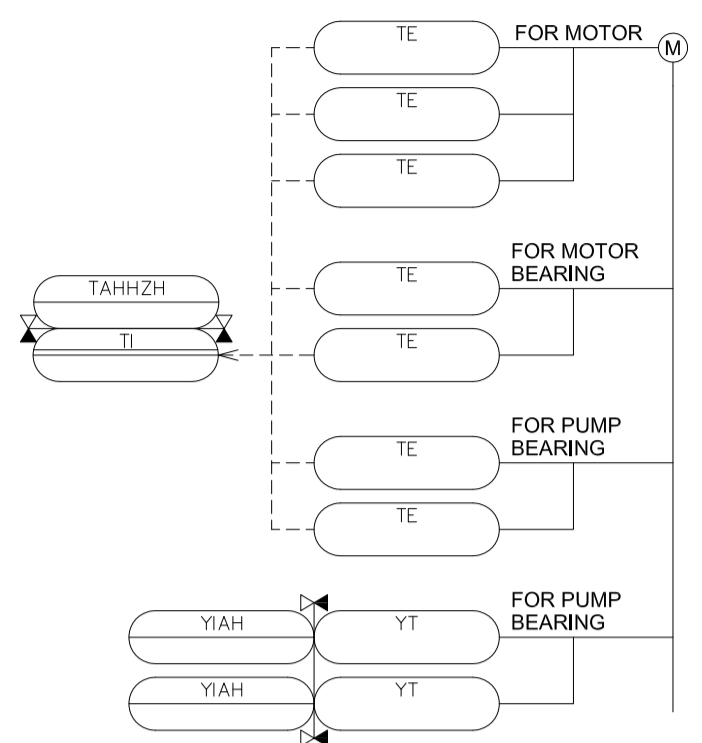 TE
FOR MOTOR
M
TE
TE
FOR MOTOR
BEARING
TAHHZH
TE
TI
TE
FOR PUMP
BEARING
TE
TE
FOR PUMP
BEARING
YIAH
YT
YIAH
YT